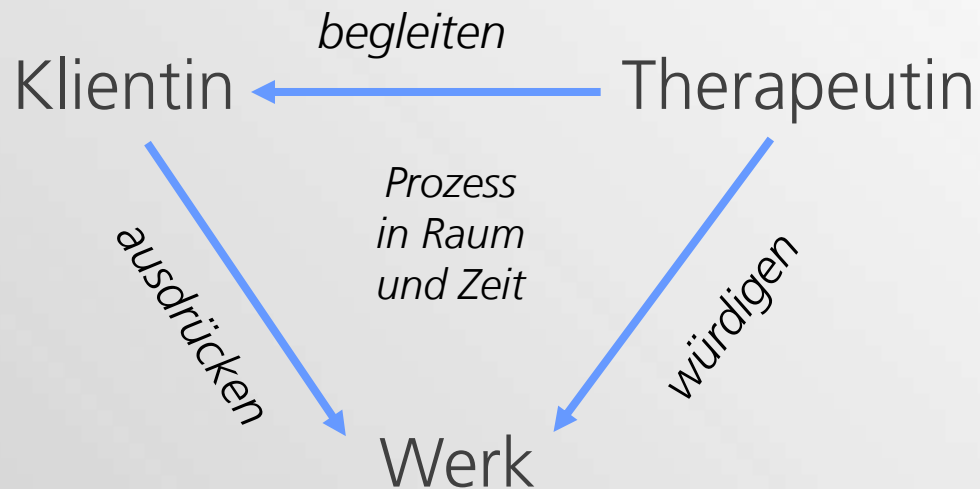 begleiten
Klientin
Therapeutin
Prozess
in Raum
und Zeit
ausdrücken
würdigen
Werk